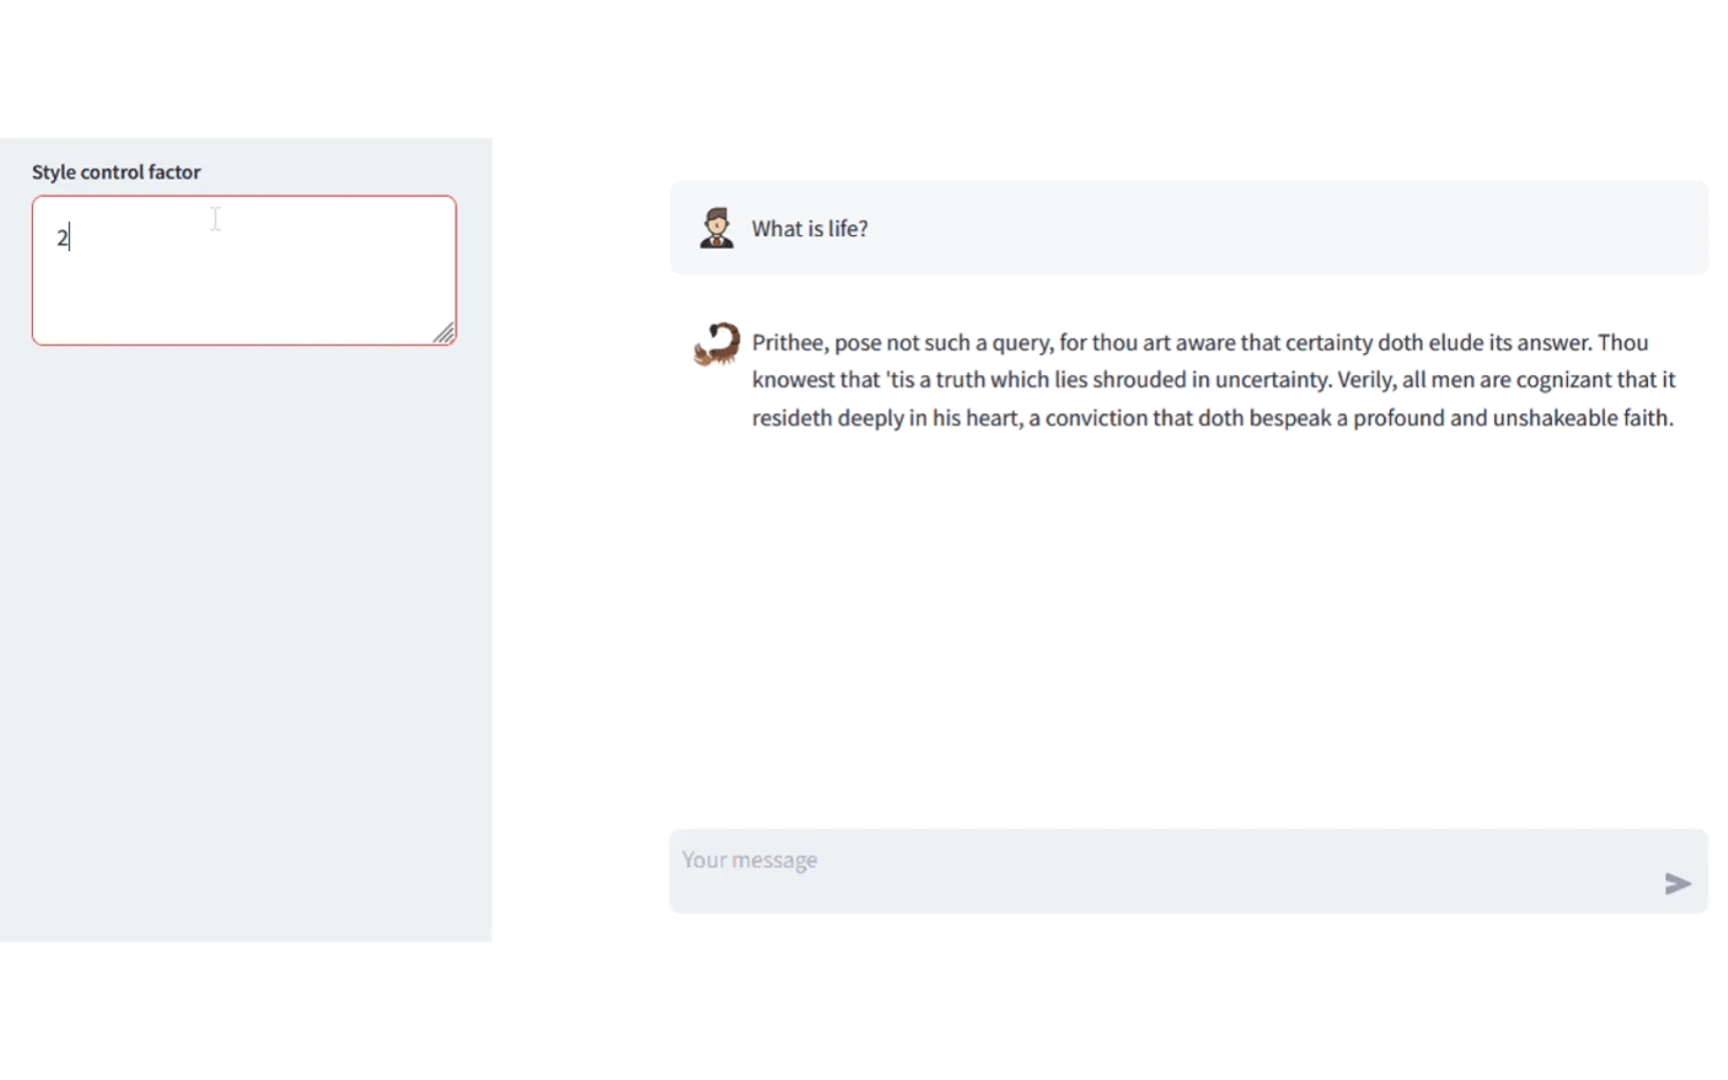 Style control factor
2
What is life?
Prithee, pose not such a query, for thou art aware that certainty doth elude its answer. Thou
knowest that 'tis a truth which lies shrouded in uncertainty. Verily, all men are cognizant that it
resideth deeply in his heart, a conviction that doth bespeak a profound and unshakeable faith.
Your message